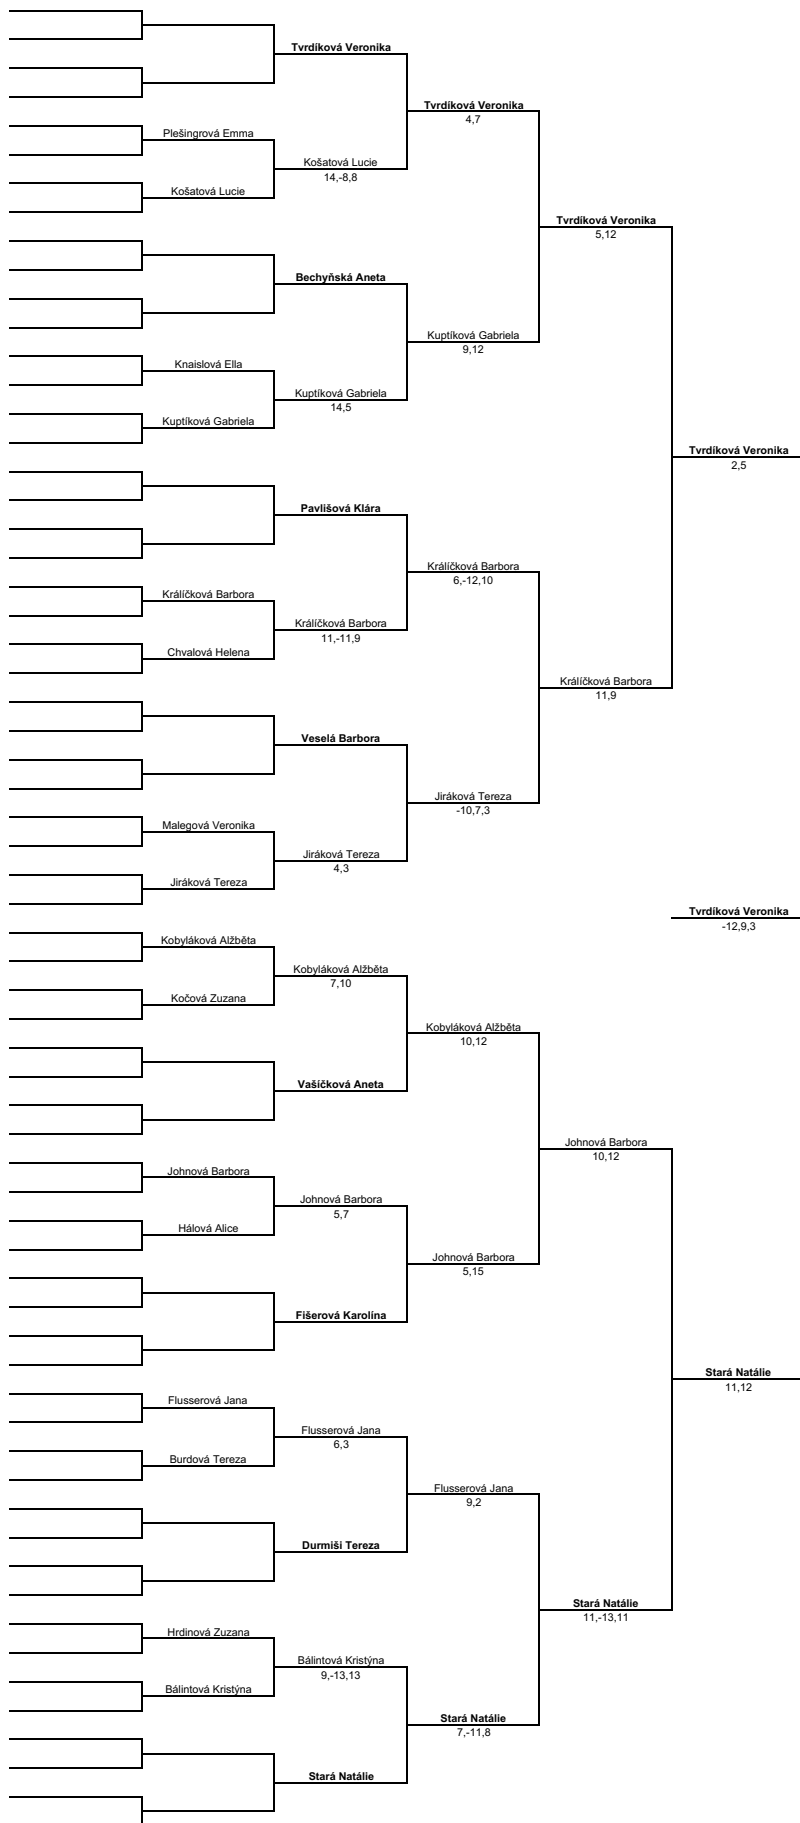 Tvrdíková Veronika
Tvrdíková Veronika
4,7
Plešingrová Emma
Košatová Lucie
14,-8,8
Košatová Lucie
Tvrdíková Veronika
5,12
Bechyňská Aneta
Kuptíková Gabriela
9,12
Knaislová Ella
Kuptíková Gabriela
14,5
Kuptíková Gabriela
Tvrdíková Veronika
2,5
Pavlišová Klára
Králíčková Barbora
6,-12,10
Králíčková Barbora
Králíčková Barbora
11,-11,9
Chvalová Helena
Králíčková Barbora
11,9
Veselá Barbora
Jiráková Tereza
-10,7,3
Malegová Veronika
Jiráková Tereza
4,3
Jiráková Tereza
Tvrdíková Veronika
-12,9,3
Kobyláková Alžběta
Kobyláková Alžběta
7,10
Kočová Zuzana
Kobyláková Alžběta
10,12
Vašíčková Aneta
Johnová Barbora
10,12
Johnová Barbora
Johnová Barbora
5,7
Hálová Alice
Johnová Barbora
5,15
Fišerová Karolína
Stará Natálie
11,12
Flusserová Jana
Flusserová Jana
6,3
Burdová Tereza
Flusserová Jana
9,2
Durmiši Tereza
Stará Natálie
11,-13,11
Hrdinová Zuzana
Bálintová Kristýna
9,-13,13
Bálintová Kristýna
Stará Natálie
7,-11,8
Stará Natálie